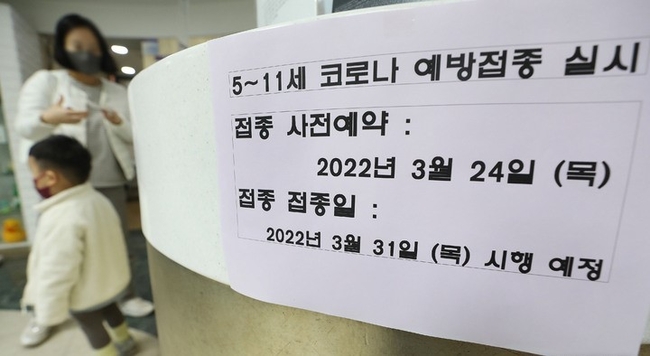 5~11세 코로나 예방접종 실시
접종 사전예약 :
2022년 3월 24일 (목)
접종 접종일 :
2022년 3월 31일 (목) 시행 예정